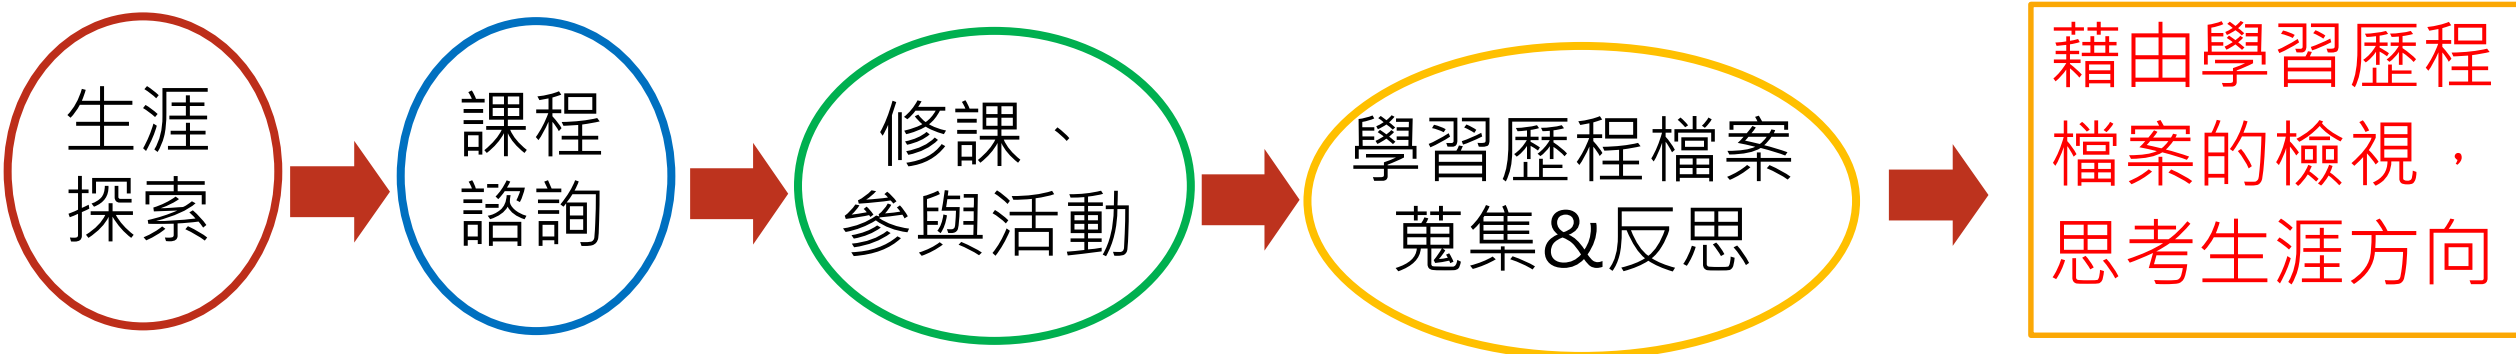 生涯
探索
課程
諮詢
修課、
參與活動
學習歷程檔案
蒐集&反思
藉由學習歷程
檔案的檢視，
思考生涯方向